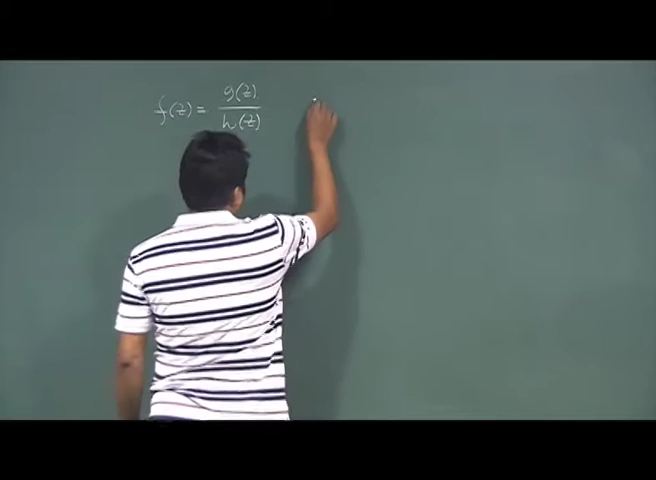 f(z) = g(z) / h(z)